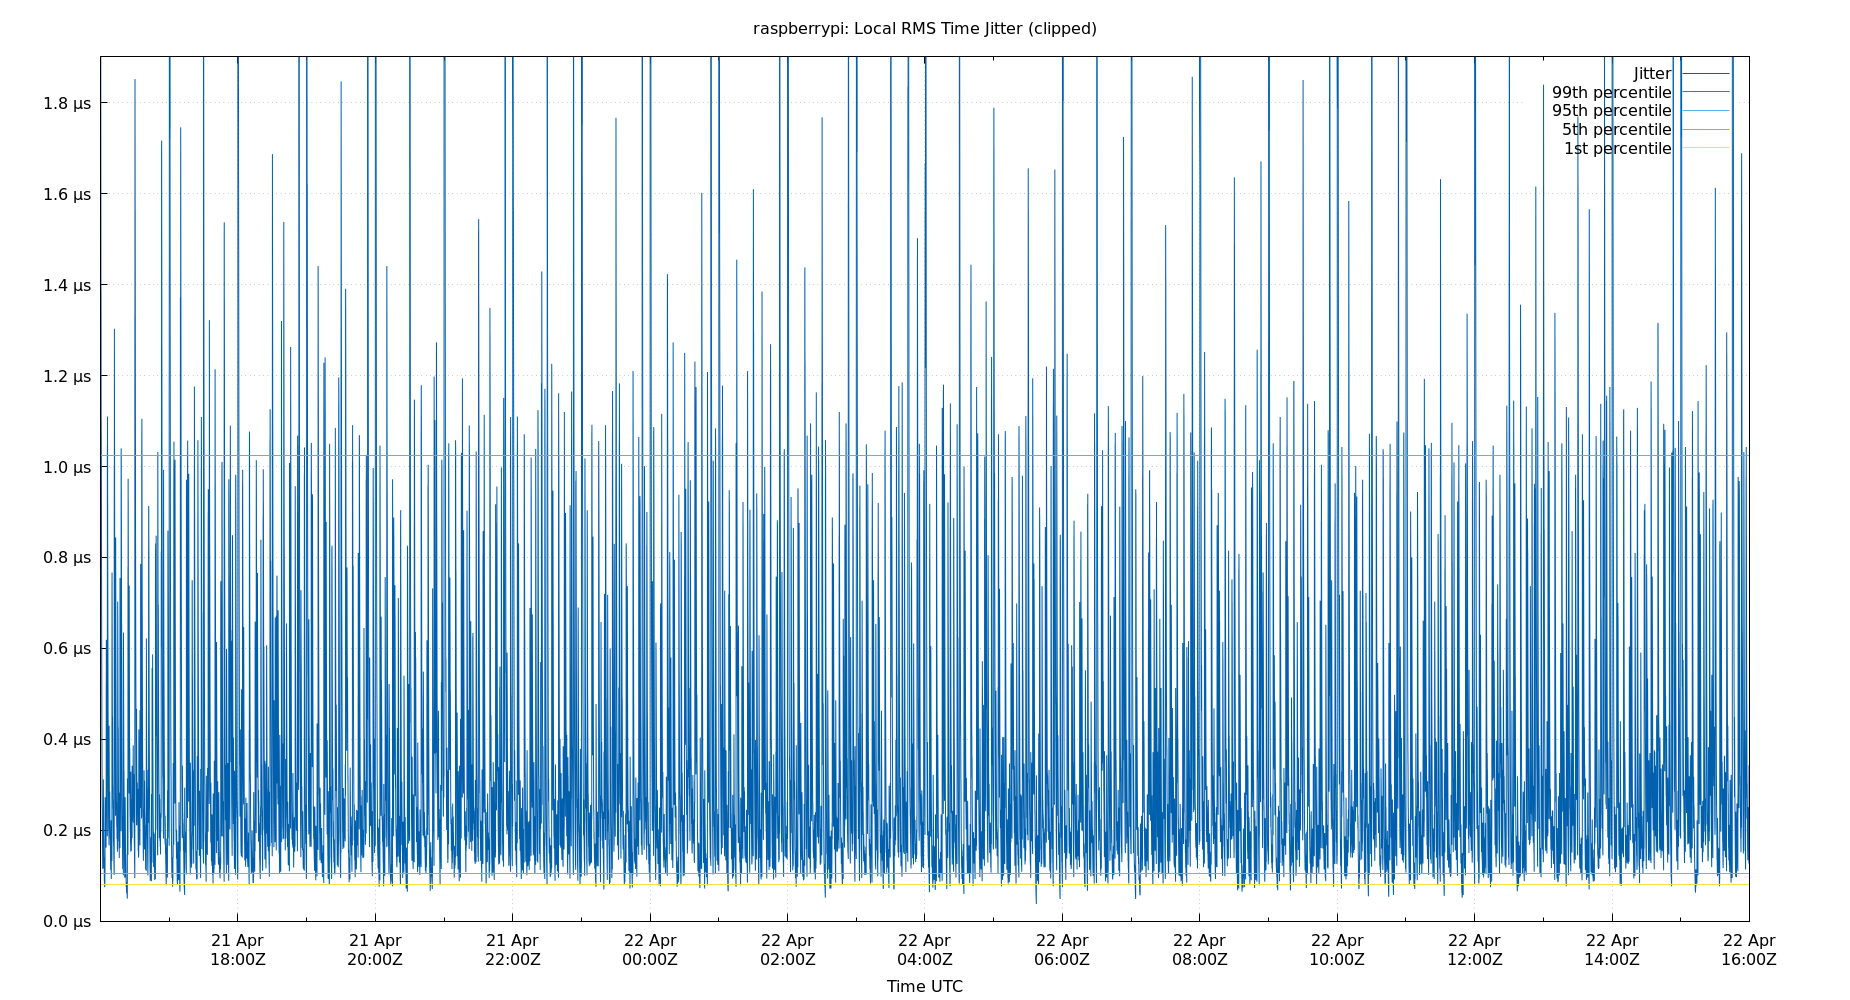 raspberrypi: Local RMS Time Jitter (clipped)
Jitter
99th percentile
95th percentile
5th percentile
1st percentile
1.8 µs
1.6 µs
1.4 µs
1.2 µs
1.0 µs
0.8 µs
0.6 µs
0.4 µs
0.2 µs
0.0 µs
21 Apr 21 Apr 21 Apr 22 Apr 22 Apr 22 Apr 22 Apr 22 Apr 22 Apr 22 Apr 22 Apr 22 Apr
18:00Z 20:00Z 22:00Z 00:00Z 02:00Z 04:00Z 06:00Z 08:00Z 10:00Z 12:00Z 14:00Z 16:00Z
Time UTC